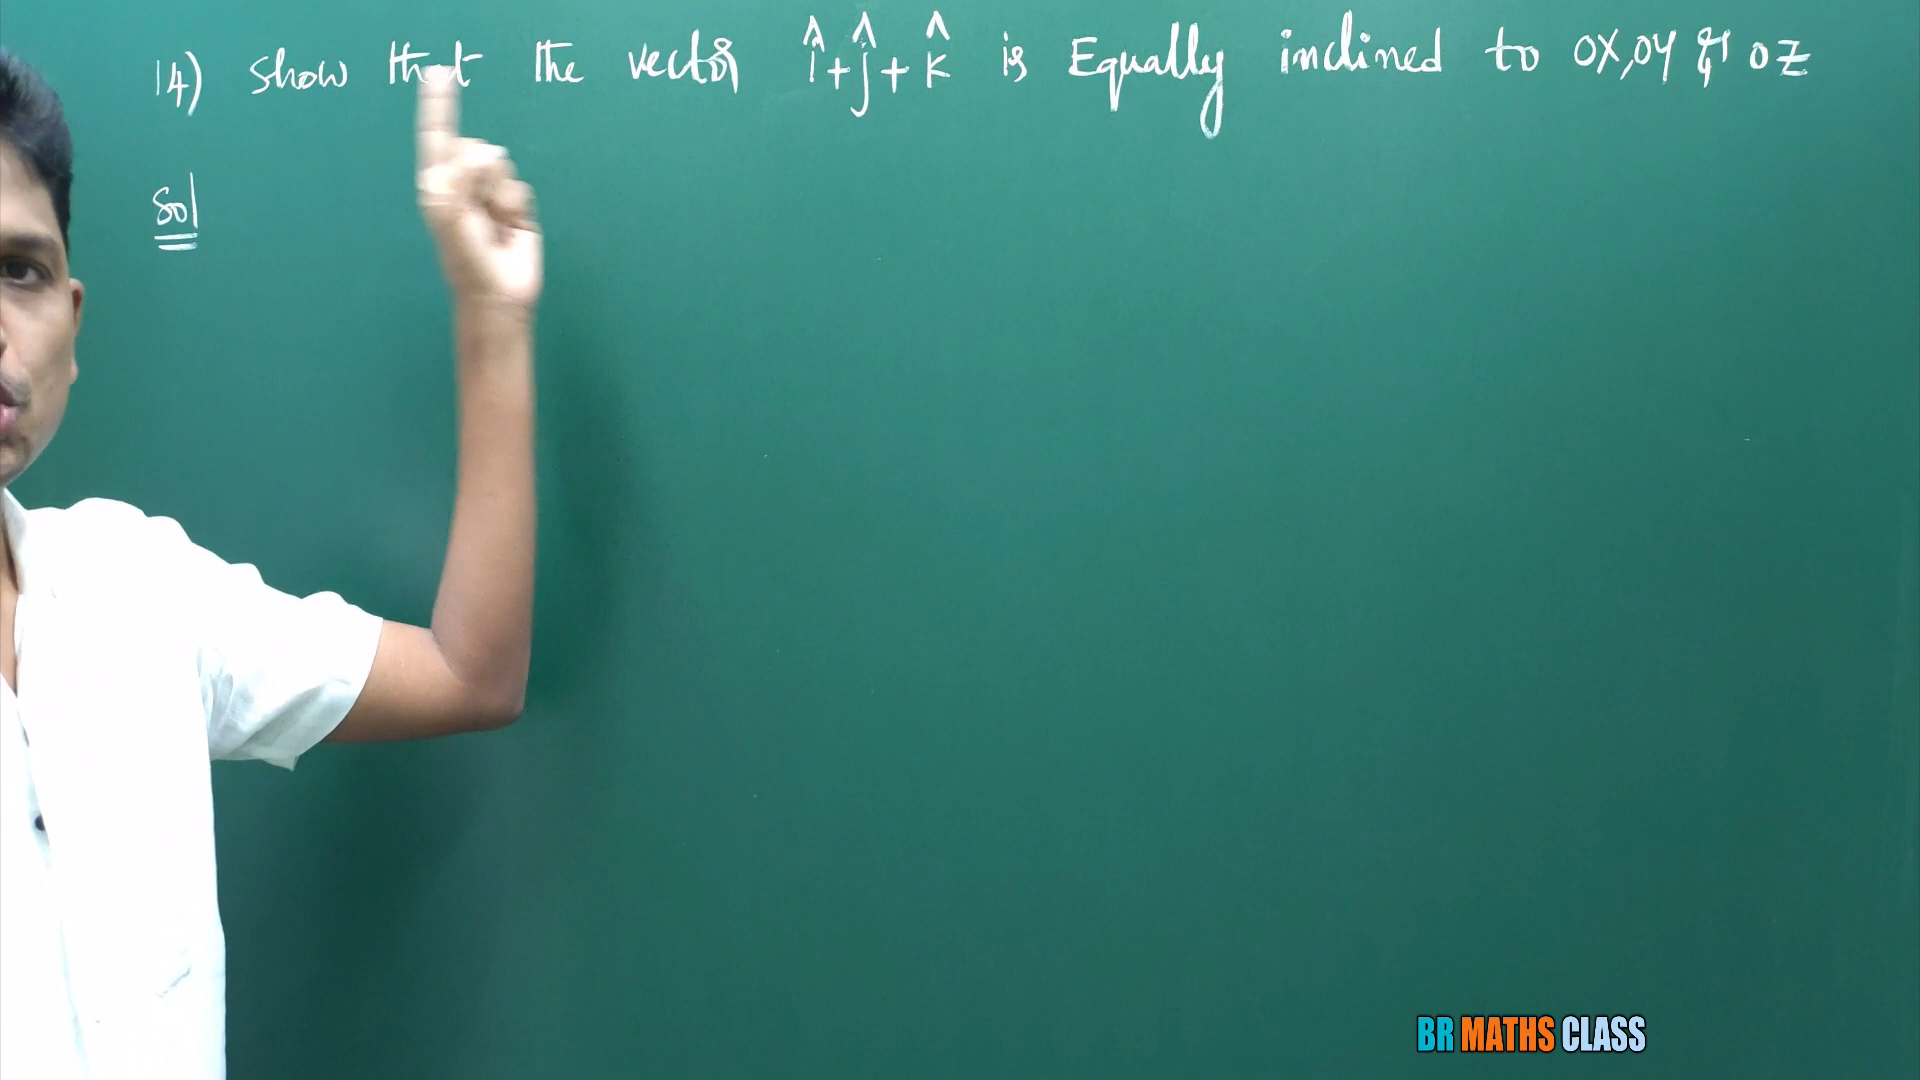 14) show that the vector î+ĵ+k̂ is Equally inclined to OX,OY & OZ
Sol
BR MATHS CLASS